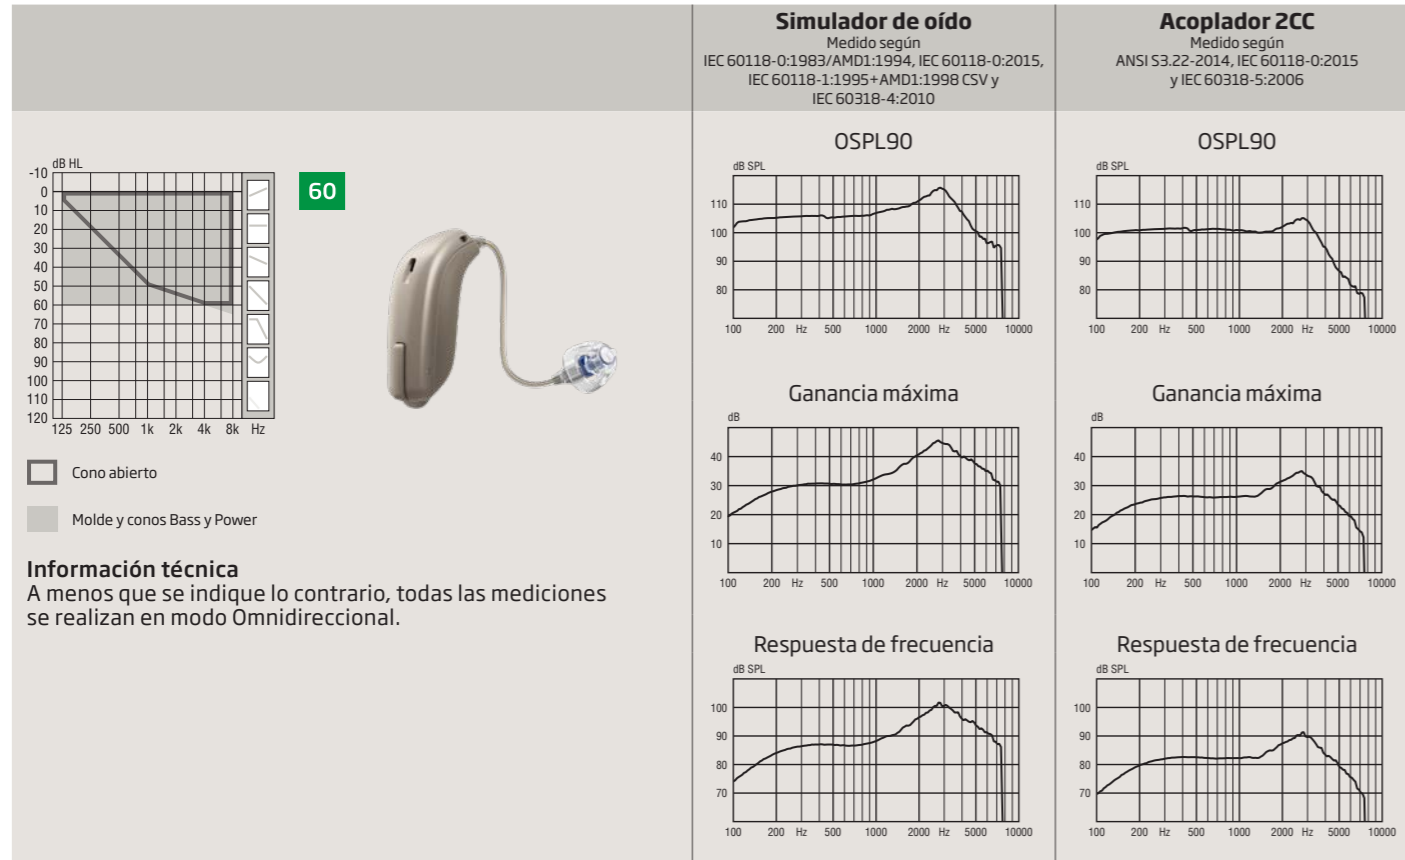 Simulador de oído
Medido según
IEC 60118-0:1983/AMD1:1994, IEC 60118-0:2015,
IEC 60118-1:1995+AMD1:1998 CSV y
IEC 60318-4:2010
Acoplador 2CC
Medido según
ANSI S3.22-2014, IEC 60118-0:2015
y IEC 60318-5:2006
dB HL
-10
0
10
20
30
40
50
60
70
80
90
100
110
120
125 250 500 1k 2k 4k 8k Hz
60
Cono abierto
Molde y conos Bass y Power
Información técnica
A menos que se indique lo contrario, todas las mediciones
se realizan en modo Omnidireccional.
OSPL90
dB SPL
110
100
90
80
100 200 Hz 500 1000 2000 Hz 5000 10000
OSPL90
dB SPL
110
100
90
80
100 200 Hz 500 1000 2000 Hz 5000 10000
Ganancia máxima
dB
40
30
20
10
100 200 Hz 500 1000 2000 Hz 5000 10000
Ganancia máxima
dB
40
30
20
10
100 200 Hz 500 1000 2000 Hz 5000 10000
Respuesta de frecuencia
dB SPL
100
90
80
70
100 200 Hz 500 1000 2000 Hz 5000 10000
Respuesta de frecuencia
dB SPL
100
90
80
70
100 200 Hz 500 1000 2000 Hz 5000 10000